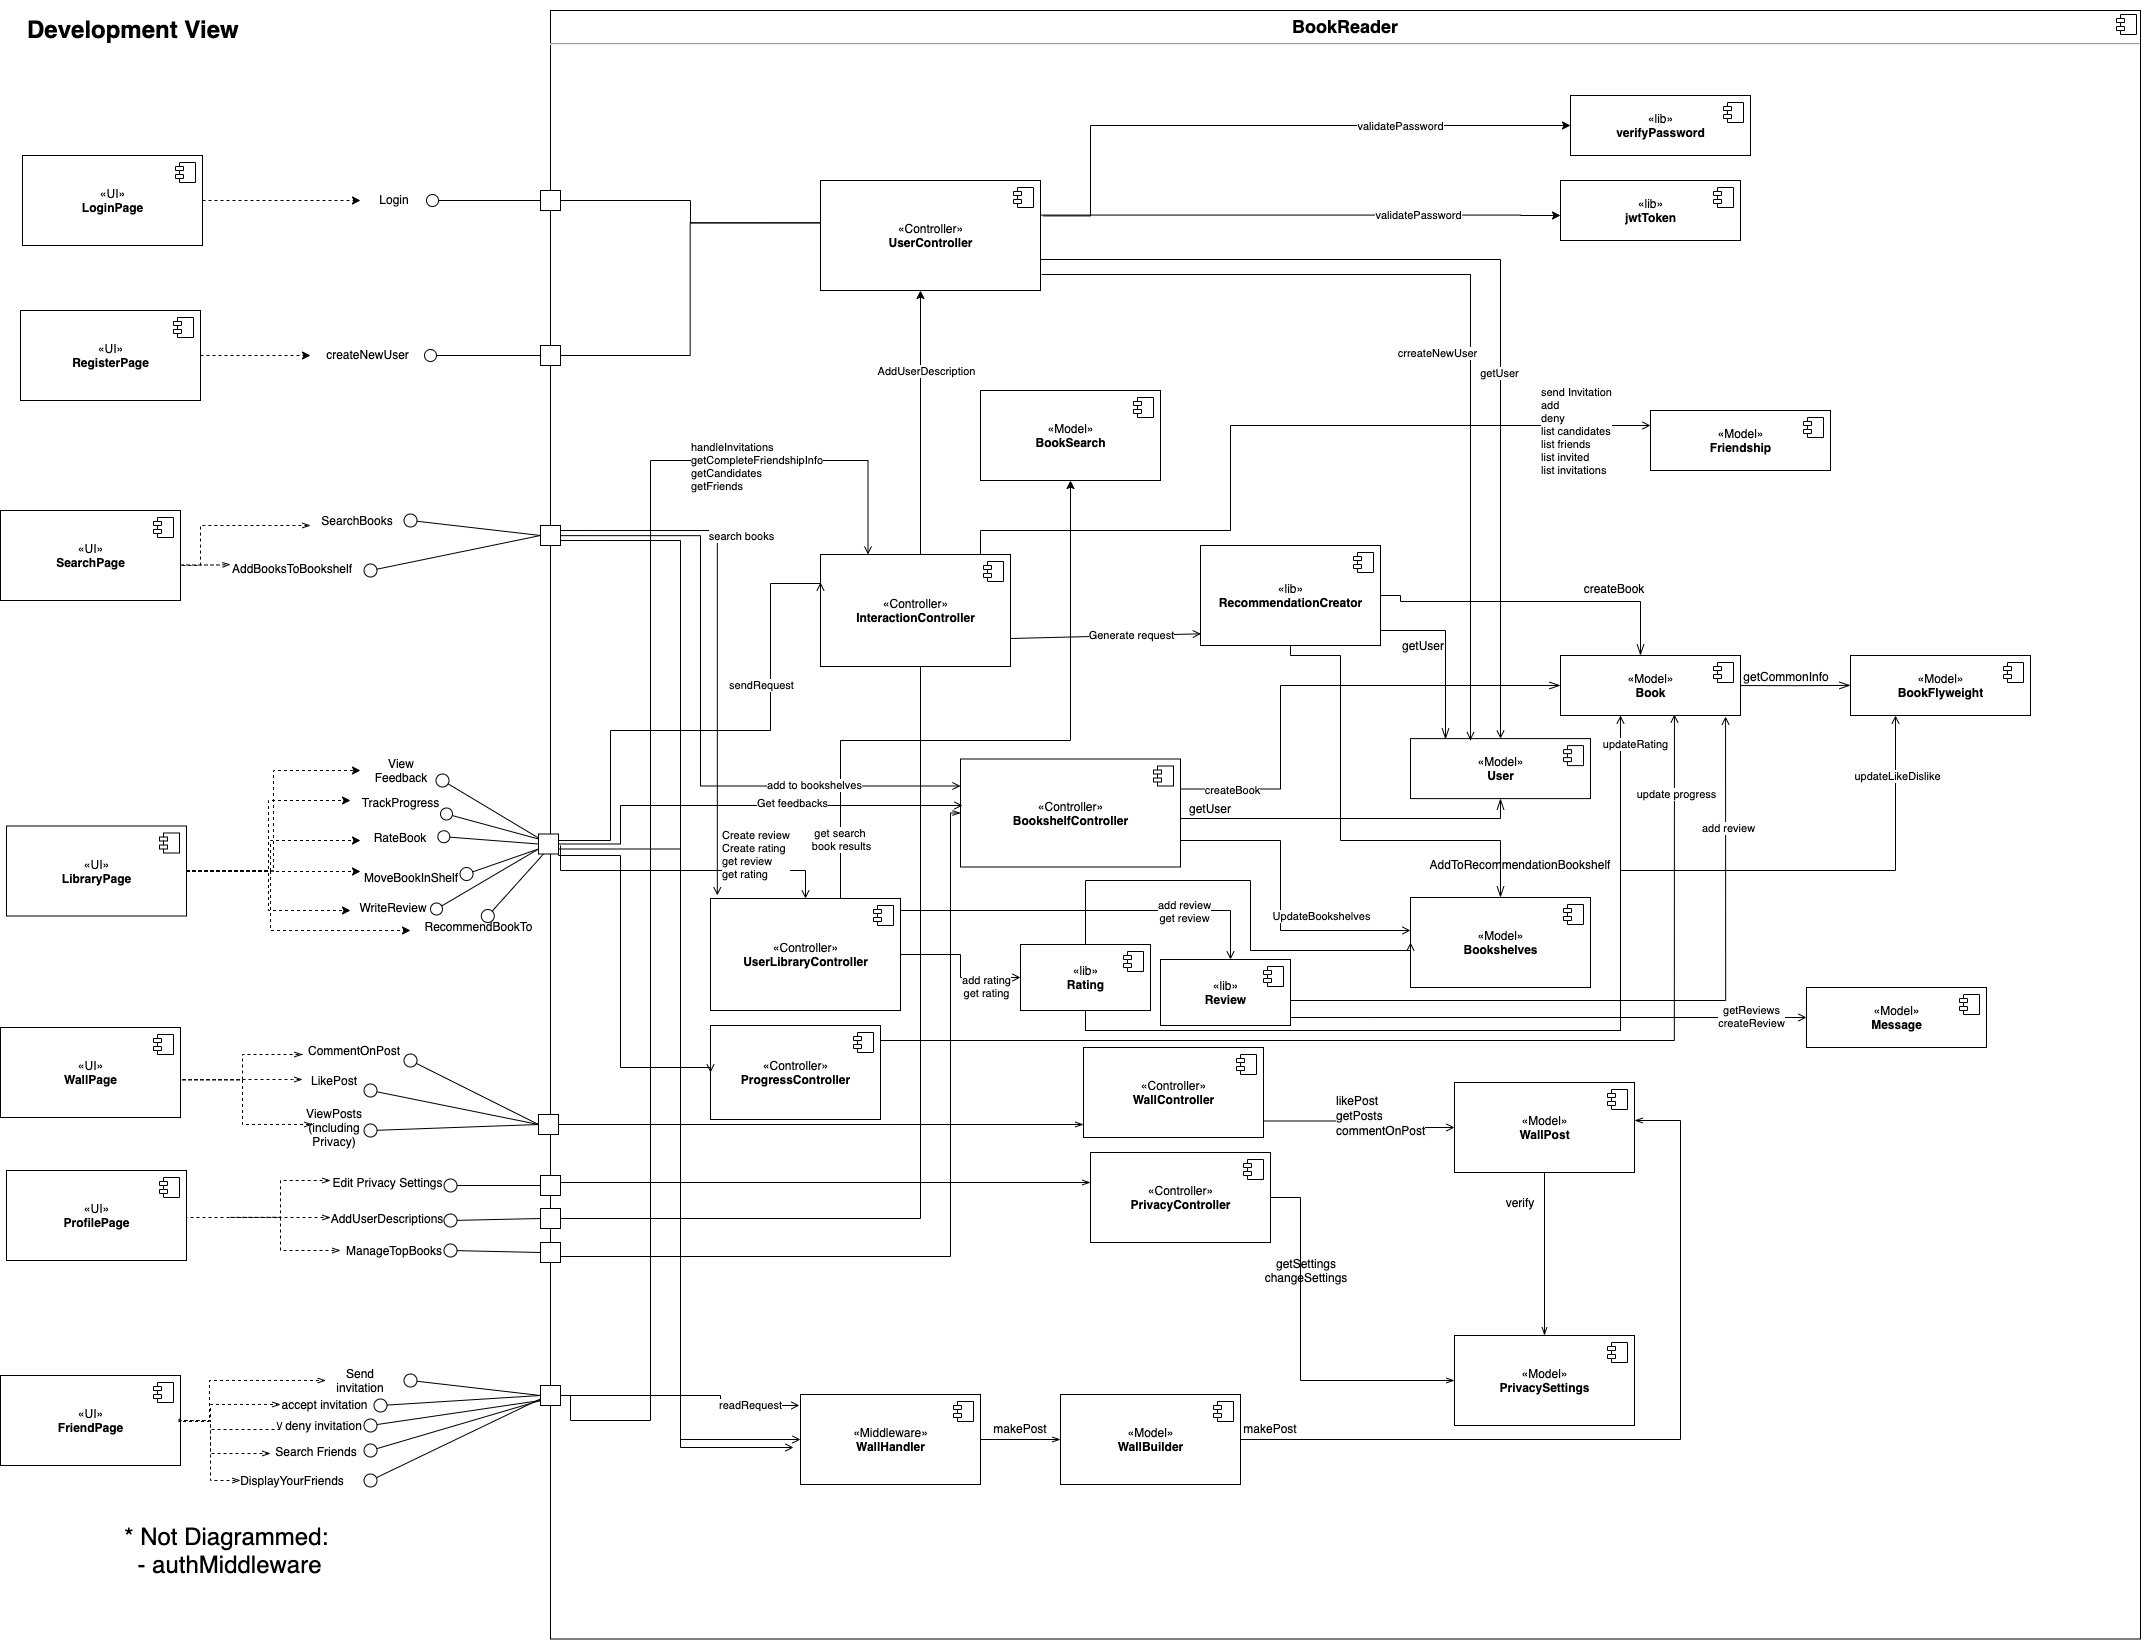 Development View
BookReader
«UI»
LoginPage
Login
«Controller»
UserController
validatePassword
«lib»
verifyPassword
validatePassword
«lib»
jwtToken
«UI»
RegisterPage
createNewUser
crreateNewUser
getUser
AddUserDescription
«Model»
BookSearch
send Invitation
add
deny
list candidates
list friends
list invited
list invitations
«Model»
Friendship
handleInvitations
getCompleteFriendshipInfo
getCandidates
getFriends
«UI»
SearchPage
SearchBooks
AddBooksToBookshelf
search books
«Controller»
InteractionController
Generate request
«lib»
RecommendationCreator
createBook
getUser
sendRequest
«Model»
Book
getCommonInfo
«Model»
BookFlyweight
updateRating
update progress
add review
updateLikeDislike
«Model»
User
«UI»
LibraryPage
View
Feedback
TrackProgress
RateBook
MoveBookInShelf
WriteReview
RecommendBookTo
add to bookshelves
Get feedbacks
«Controller»
BookshelfController
createBook
getUser
Create review
Create rating
get review
get rating
get search
book results
AddToRecommendationBookshelf
UpdateBookshelves
«Model»
Bookshelves
«Controller»
UserLibraryController
add review
get review
add rating
get rating
«lib»
Rating
«lib»
Review
getReviews
createReview
«Model»
Message
«Controller»
ProgressController
«UI»
WallPage
CommentOnPost
LikePost
ViewPosts
(including
Privacy)
«Controller»
WallController
likePost
getPosts
commentOnPost
«Model»
WallPost
«UI»
ProfilePage
Edit Privacy Settings
AddUserDescriptions
ManageTopBooks
«Controller»
PrivacyController
verify
getSettings
changeSettings
«Model»
PrivacySettings
«UI»
FriendPage
Send
invitation
accept invitation
deny invitation
Search Friends
DisplayYourFriends
readRequest
«Middleware»
WallHandler
makePost
«Model»
WallBuilder
makePost
* Not Diagrammed:
- authMiddleware